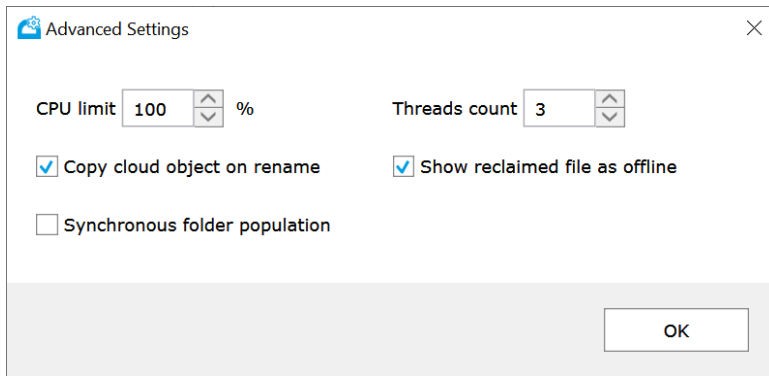 Advanced Settings
CPU limit 100 % Threads count 3
Copy cloud object on rename Show reclaimed file as offline
Synchronous folder population
OK